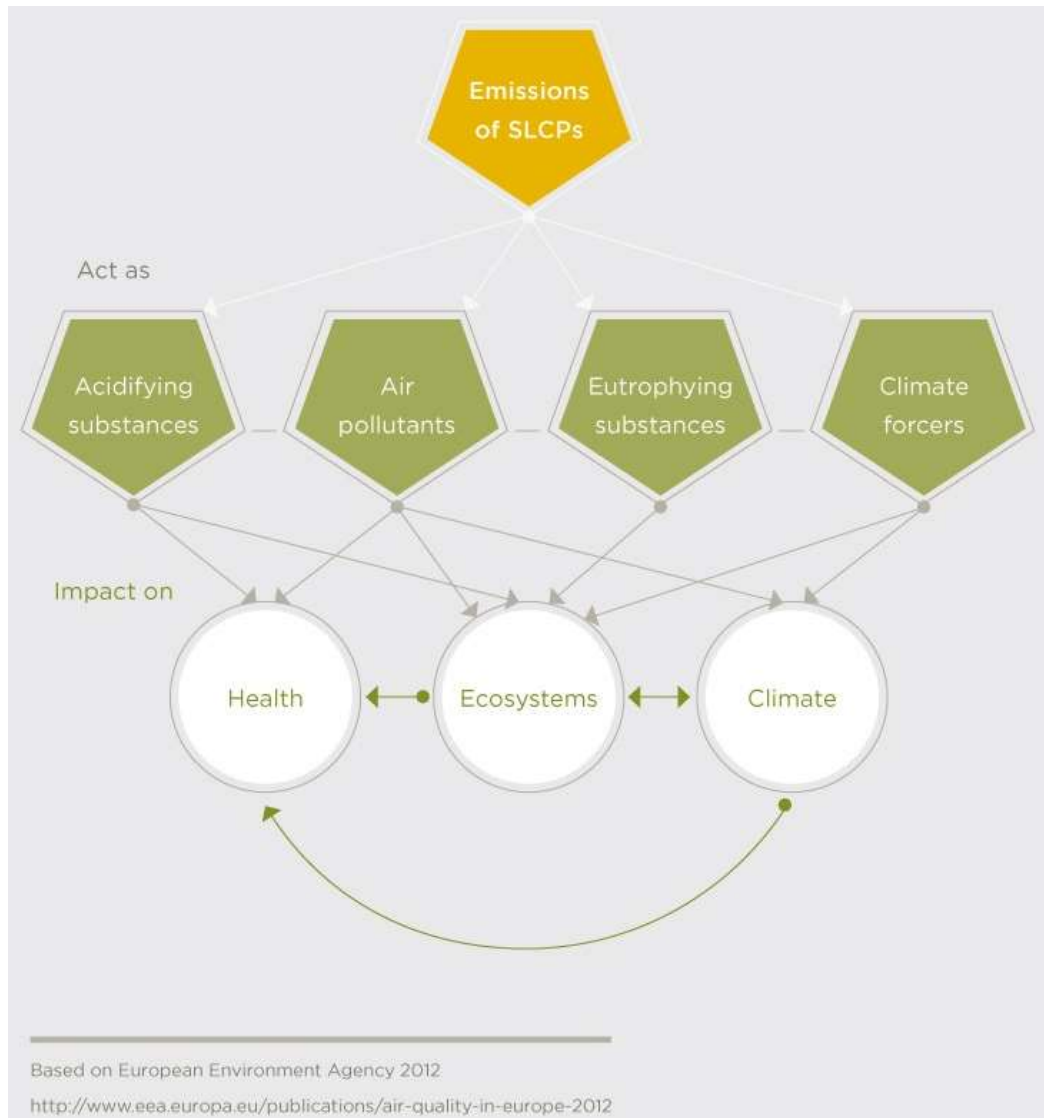 Emissions
of SLCPs
Act as
Acidifying
substances
Air
pollutants
Eutrophying
substances
Climate
forcers
Impact on
Health
Ecosystems
Climate
Based on European Environment Agency 2012
http://www.eea.europa.eu/publications/air-quality-in-europe-2012